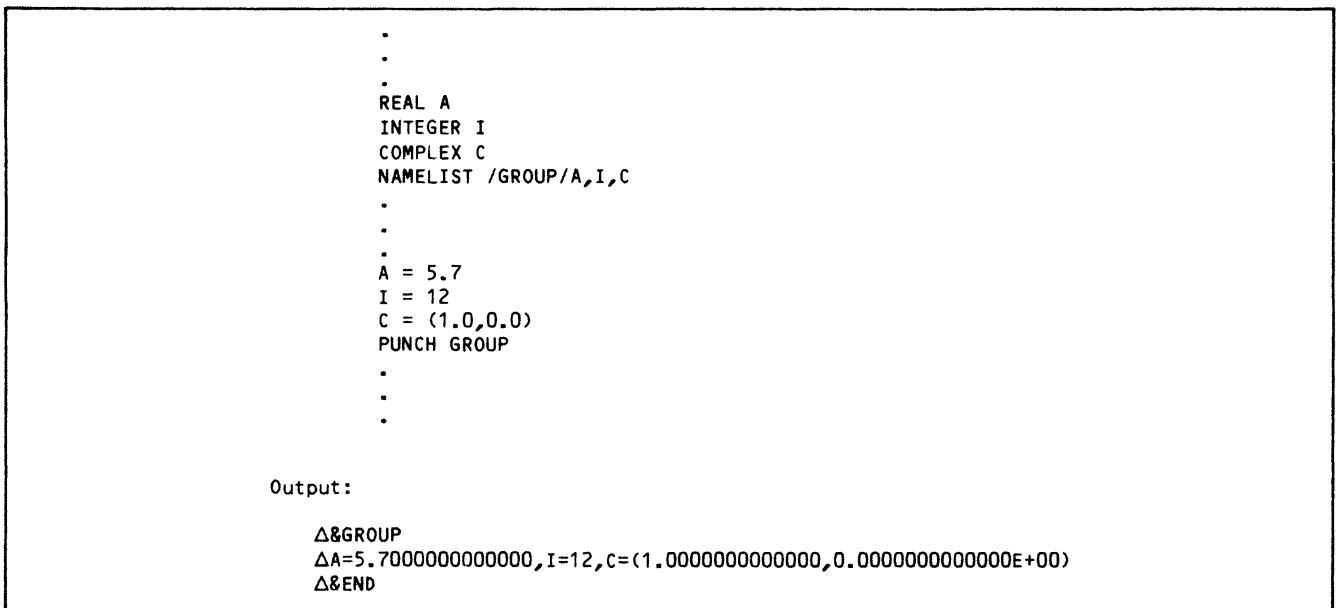 .
.
.
REAL A
INTEGER I
COMPLEX C
NAMELIST /GROUP/A,I,C
.
.
.
A = 5.7
I = 12
C = (1.0,0.0)
PUNCH GROUP
.
.
.
Output:
Δ&GROUP
ΔA=5.7000000000000,I=12,C=(1.0000000000000,0.0000000000000E+00)
Δ&END